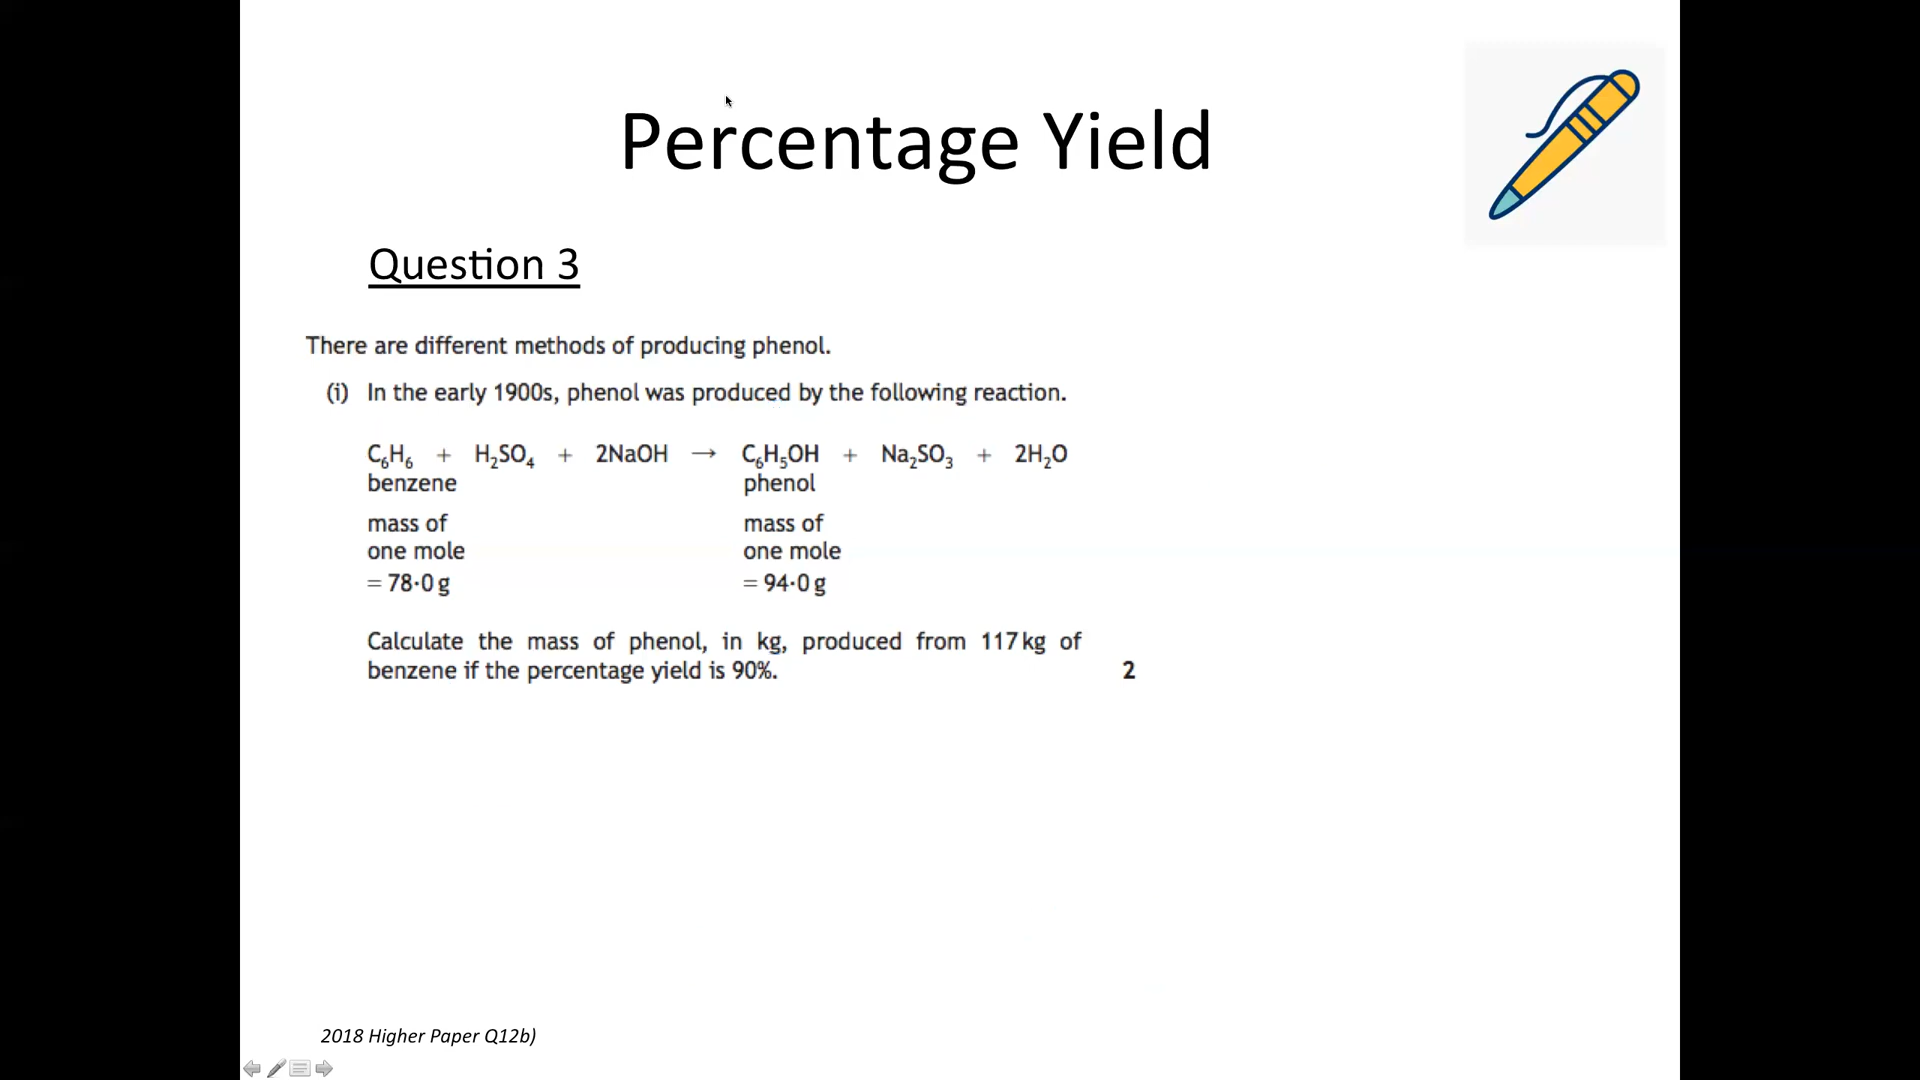 Percentage Yield
Question 3
There are different methods of producing phenol.
(i) In the early 1900s, phenol was produced by the following reaction.
C₆H₆ + H₂SO₄ + 2NaOH → C₆H₅OH + Na₂SO₃ + 2H₂O
benzene phenol
mass of mass of
one mole one mole
= 78·0 g = 94·0 g
Calculate the mass of phenol, in kg, produced from 117 kg of
benzene if the percentage yield is 90%. 2
2018 Higher Paper Q12b)